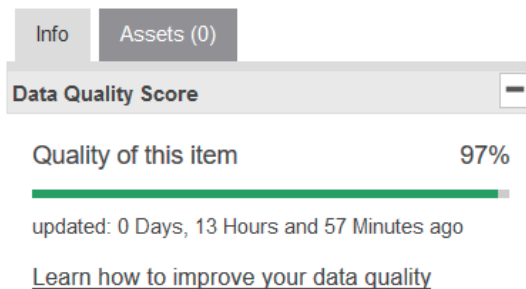 Info Assets (0)
Data Quality Score
Quality of this item 97%
updated: 0 Days, 13 Hours and 57 Minutes ago
Learn how to improve your data quality